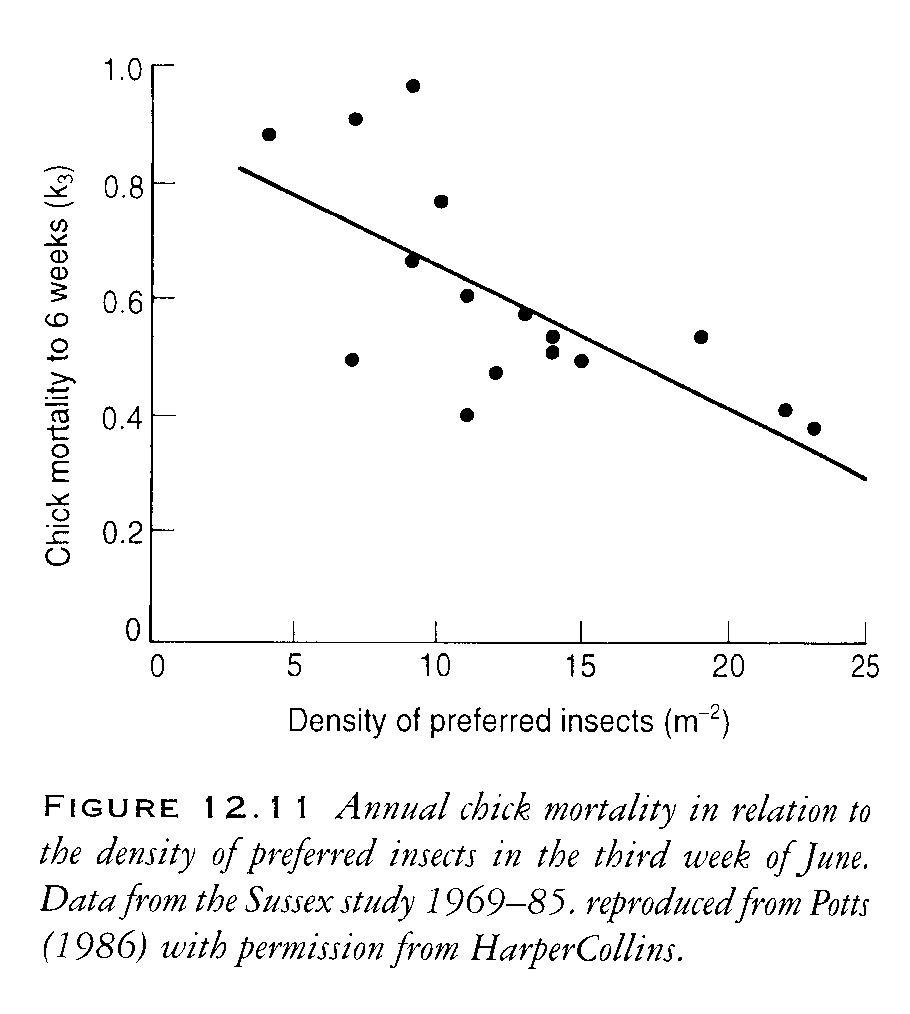 1.0
0.8
0.6
0.4
0.2
0
Chick mortality to 6 weeks (k₃)
0 5 10 15 20 25
Density of preferred insects (m⁻²)
FIGURE 12.11 Annual chick mortality in relation to
the density of preferred insects in the third week of June.
Data from the Sussex study 1969–85. reproduced from Potts
(1986) with permission from HarperCollins.